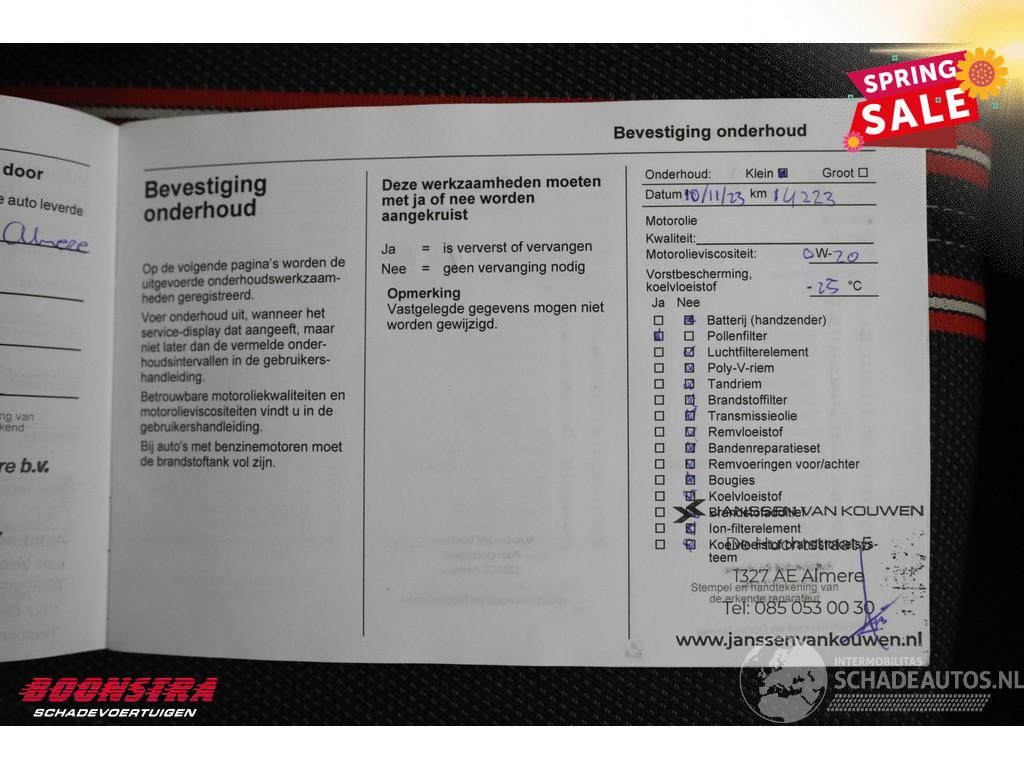 SPRING
SALE
door
e auto leverde
Almere
ng van
kend
re b.v.
Bevestiging onderhoud
Bevestiging
onderhoud
Op de volgende pagina's worden de
uitgevoerde onderhoudswerkzaam-
heden geregistreerd.
Voer onderhoud uit, wanneer het
service-display dat aangeeft, maar
niet later dan de vermelde onder-
houdsintervallen in de gebruikers-
handleiding.
Betrouwbare motoroliekwaliteiten en
motorolieviscositeiten vindt u in de
gebruikershandleiding.
Bij auto's met benzinemotoren moet
de brandstoftank vol zijn.
Deze werkzaamheden moeten
met ja of nee worden
aangekruist
Ja = is ververst of vervangen
Nee = geen vervanging nodig
Opmerking
Vastgelegde gegevens mogen niet
worden gewijzigd.
Onderhoud: Klein Groot
Datum 10/11/23 km 14223
Motorolie
Kwaliteit:
Motorolieviscositeit: 0W-20
Vorstbescherming,
koelvloeistof -25 °C
Ja Nee
Batterij (handzender)
Pollenfilter
Luchtfilterelement
Poly-V-riem
Tandriem
Brandstoffilter
Transmissieolie
Remvloeistof
Bandenreparatieset
Remvoeringen voor/achter
Bougies
Koelvloeistof
Brandstofadditief
JANSSEN VAN KOUWEN
Ion-filterelement
teem
1327 AE Almere
Stempel en handtekening van
de erkende reparateur
Tel: 085 053 00 30
www.janssenvankouwen.nl
BOONSTRA
SCHADEVOERTUIGEN
INTERMOBILITAS
SCHADEAUTOS.NL